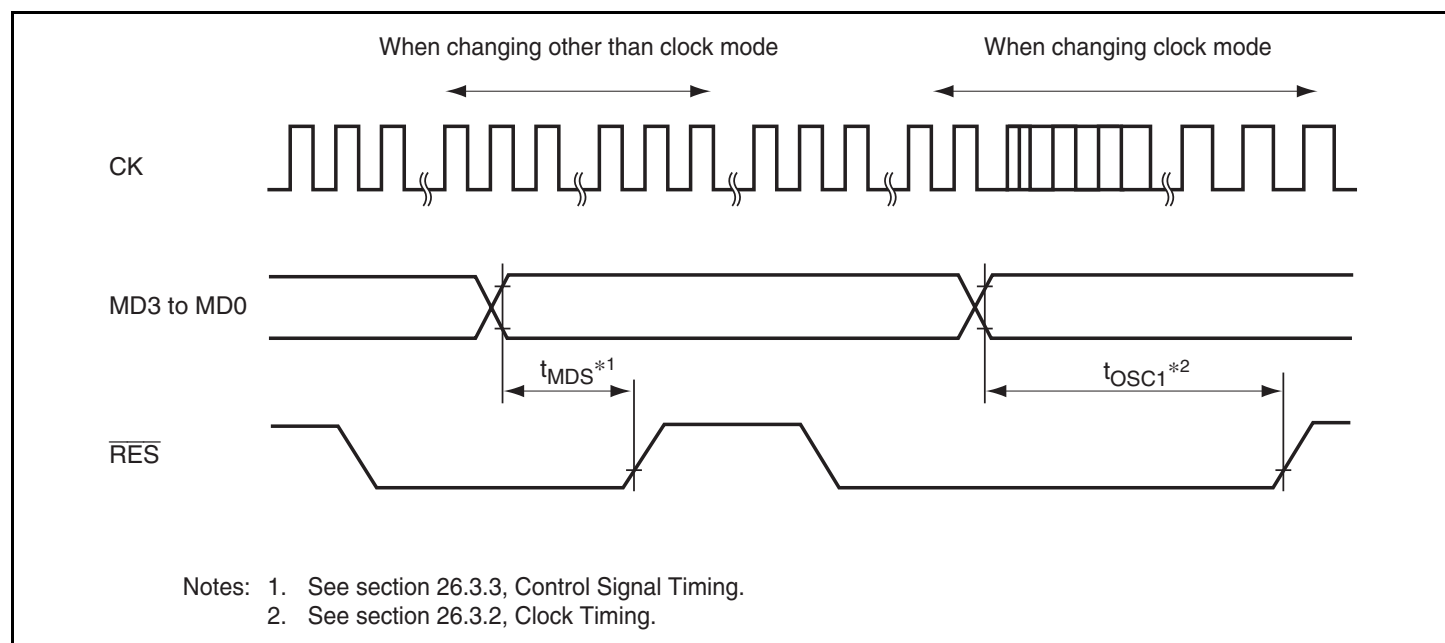 When changing other than clock mode
When changing clock mode
CK
MD3 to MD0
tMDS*1
tOSC1*2
RES
Notes: 1. See section 26.3.3, Control Signal Timing.
2. See section 26.3.2, Clock Timing.